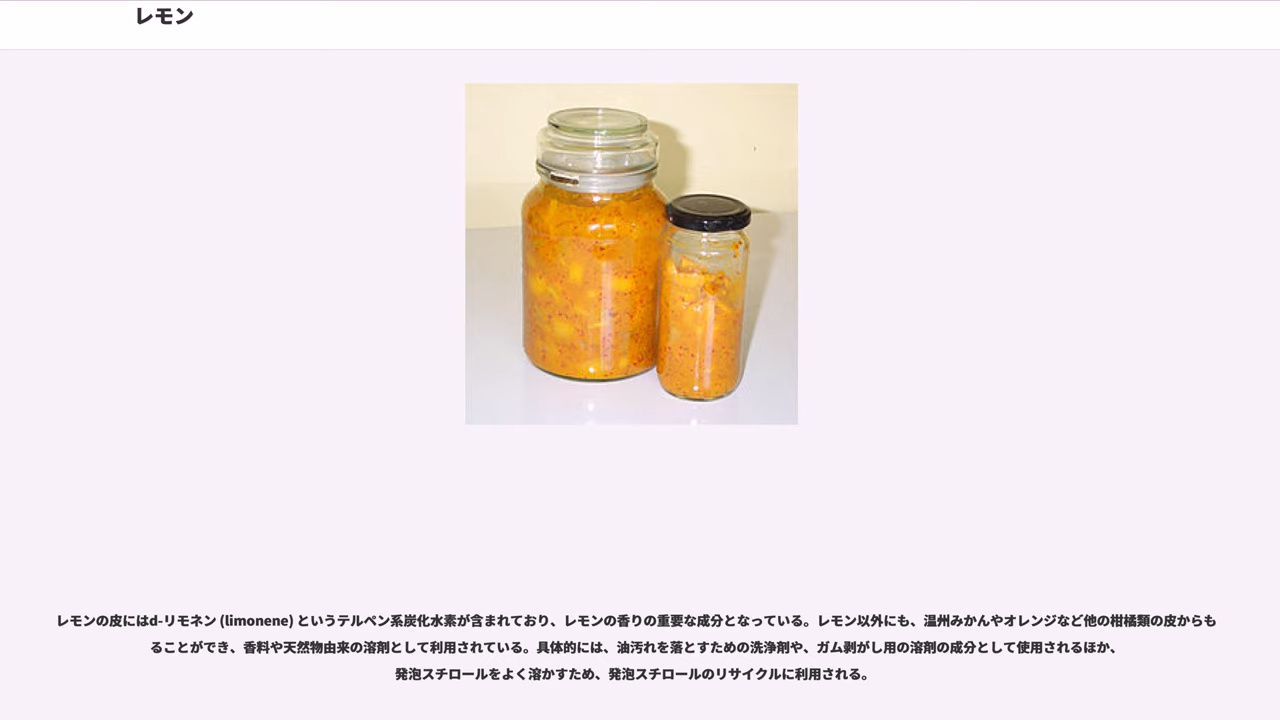 レモン
レモンの皮にはd-リモネン (limonene) というテルペン系炭化水素が含まれており、レモンの香りの重要な成分となっている。レモン以外にも、温州みかんやオレンジなど他の柑橘類の皮からも
ることができ、香料や天然物由来の溶剤として利用されている。具体的には、油汚れを落とすための洗浄剤や、ガム剥がし用の溶剤の成分として使用されるほか、
発泡スチロールをよく溶かすため、発泡スチロールのリサイクルに利用される。